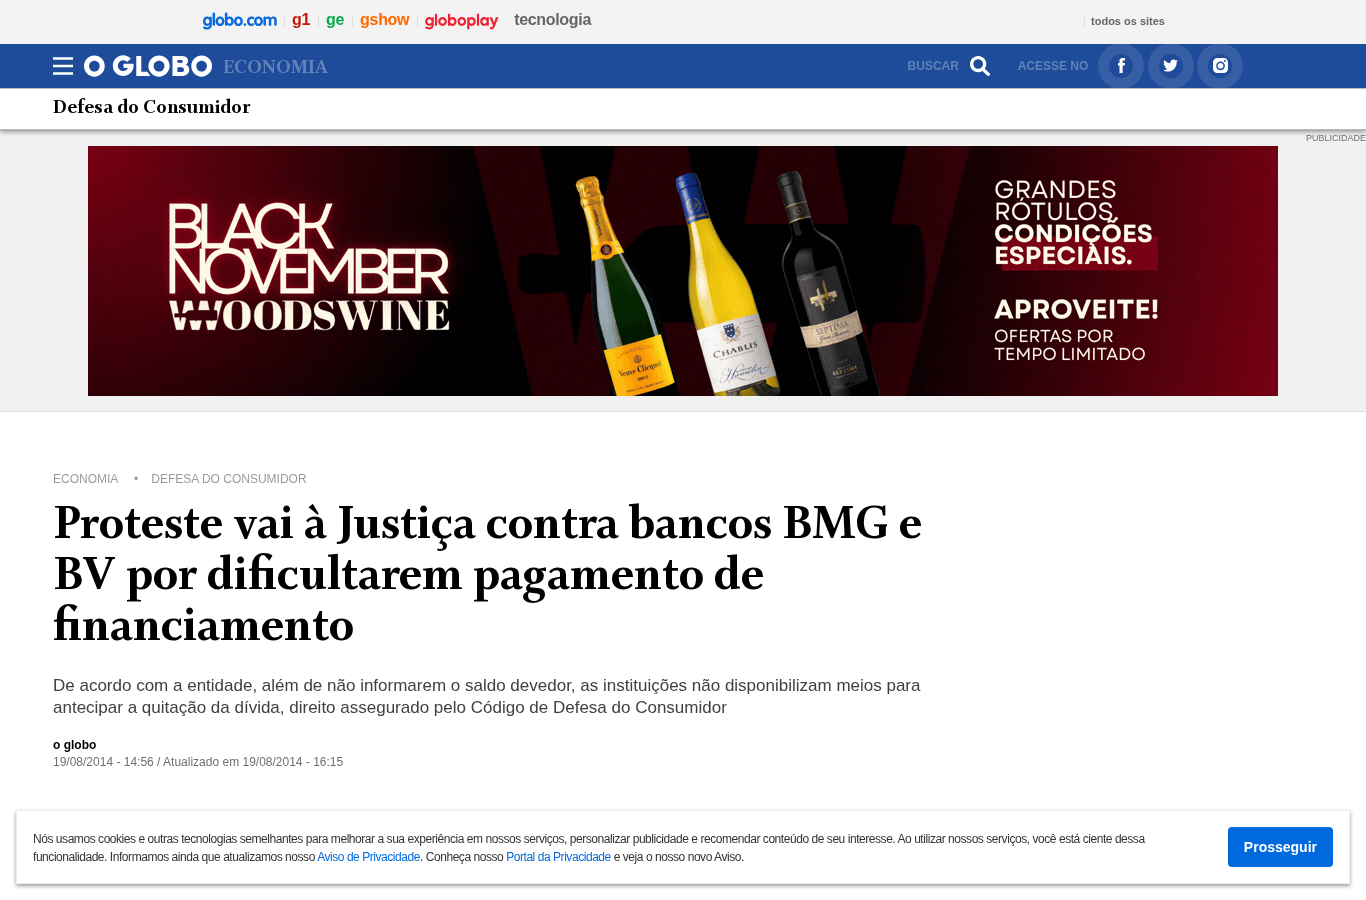 globo.com g1 ge gshow globoplay tecnologia todos os sites
O GLOBO ECONOMIA BUSCAR ACESSE NO
Defesa do Consumidor
PUBLICIDADE
BLACK
NOVEMBER
WOODSWINE
Veuve Clicquot
BRUT
CHABLIS
SEPTIMA
GRANDES
RÓTULOS,
CONDIÇÕES
ESPECIAIS.
APROVEITE!
OFERTAS POR
TEMPO LIMITADO
ECONOMIA • DEFESA DO CONSUMIDOR
Proteste vai à Justiça contra bancos BMG e
BV por dificultarem pagamento de
financiamento
De acordo com a entidade, além de não informarem o saldo devedor, as instituições não disponibilizam meios para
antecipar a quitação da dívida, direito assegurado pelo Código de Defesa do Consumidor
o globo
19/08/2014 - 14:56 / Atualizado em 19/08/2014 - 16:15
Nós usamos cookies e outras tecnologias semelhantes para melhorar a sua experiência em nossos serviços, personalizar publicidade e recomendar conteúdo de seu interesse. Ao utilizar nossos serviços, você está ciente dessa
funcionalidade. Informamos ainda que atualizamos nosso Aviso de Privacidade. Conheça nosso Portal da Privacidade e veja o nosso novo Aviso.
Prosseguir